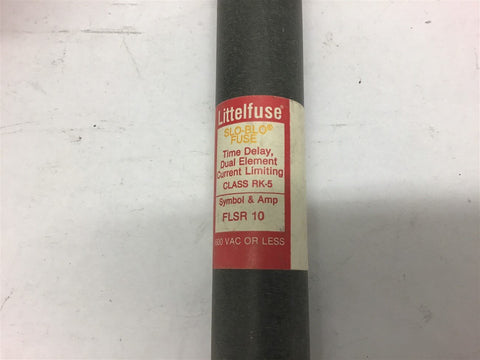 Littelfuse®
SLO-BLO®
FUSE
Time Delay,
Dual Element
Current Limiting
CLASS RK-5
Symbol & Amp
FLSR 10
600 VAC OR LESS